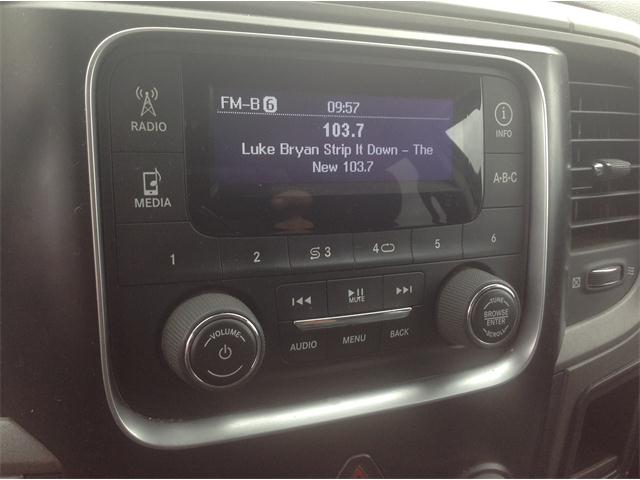 FM-B 6 09:57
103.7
Luke Bryan Strip It Down - The
New 103.7
RADIO
INFO
MEDIA
A-B-C
1 2 3 4 5 6
MUTE
AUDIO MENU BACK
VOLUME
TUNE
BROWSE
ENTER
SCROLL